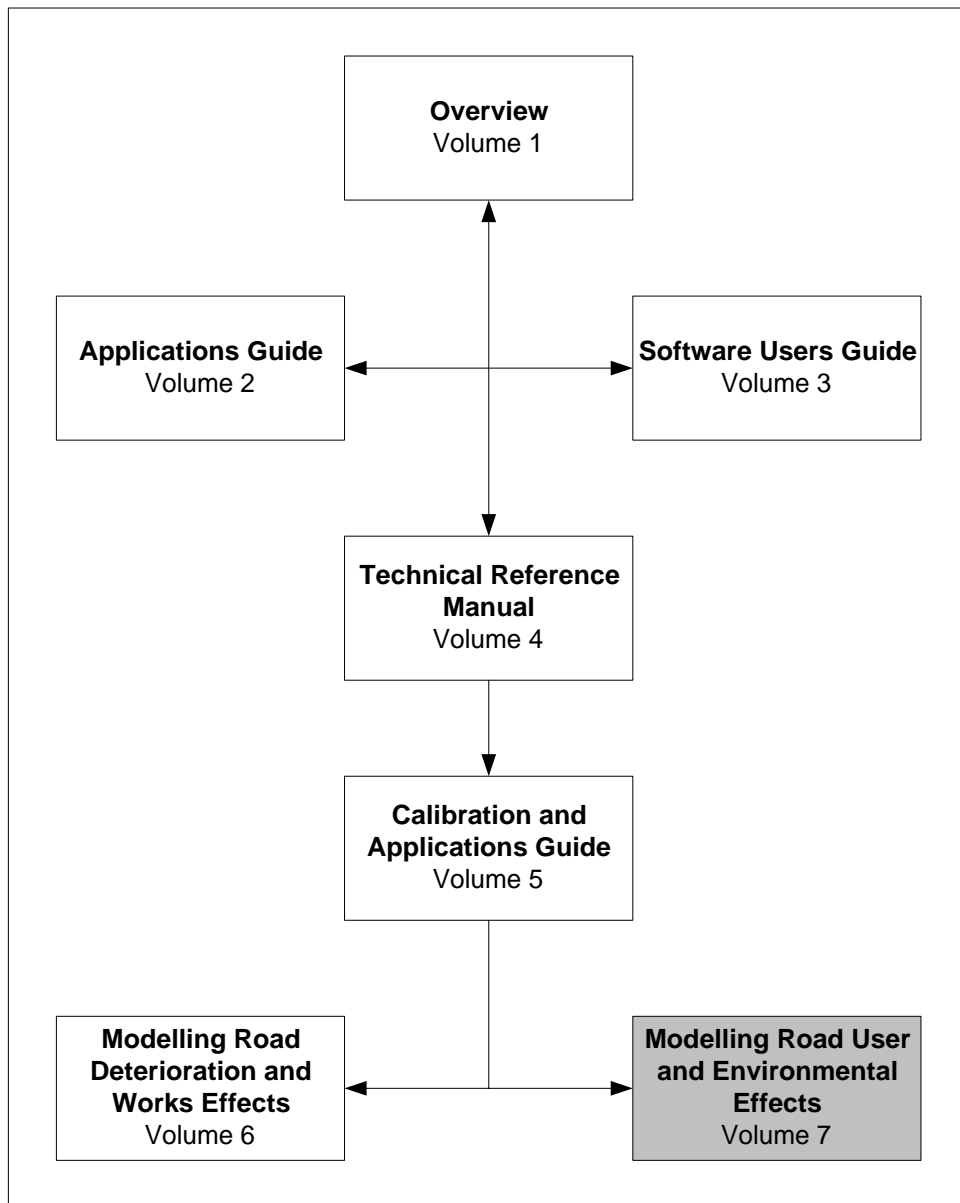 Overview
Volume 1
Applications Guide
Volume 2
Software Users Guide
Volume 3
Technical Reference
Manual
Volume 4
Calibration and
Applications Guide
Volume 5
Modelling Road
Deterioration and
Works Effects
Volume 6
Modelling Road User
and Environmental
Effects
Volume 7